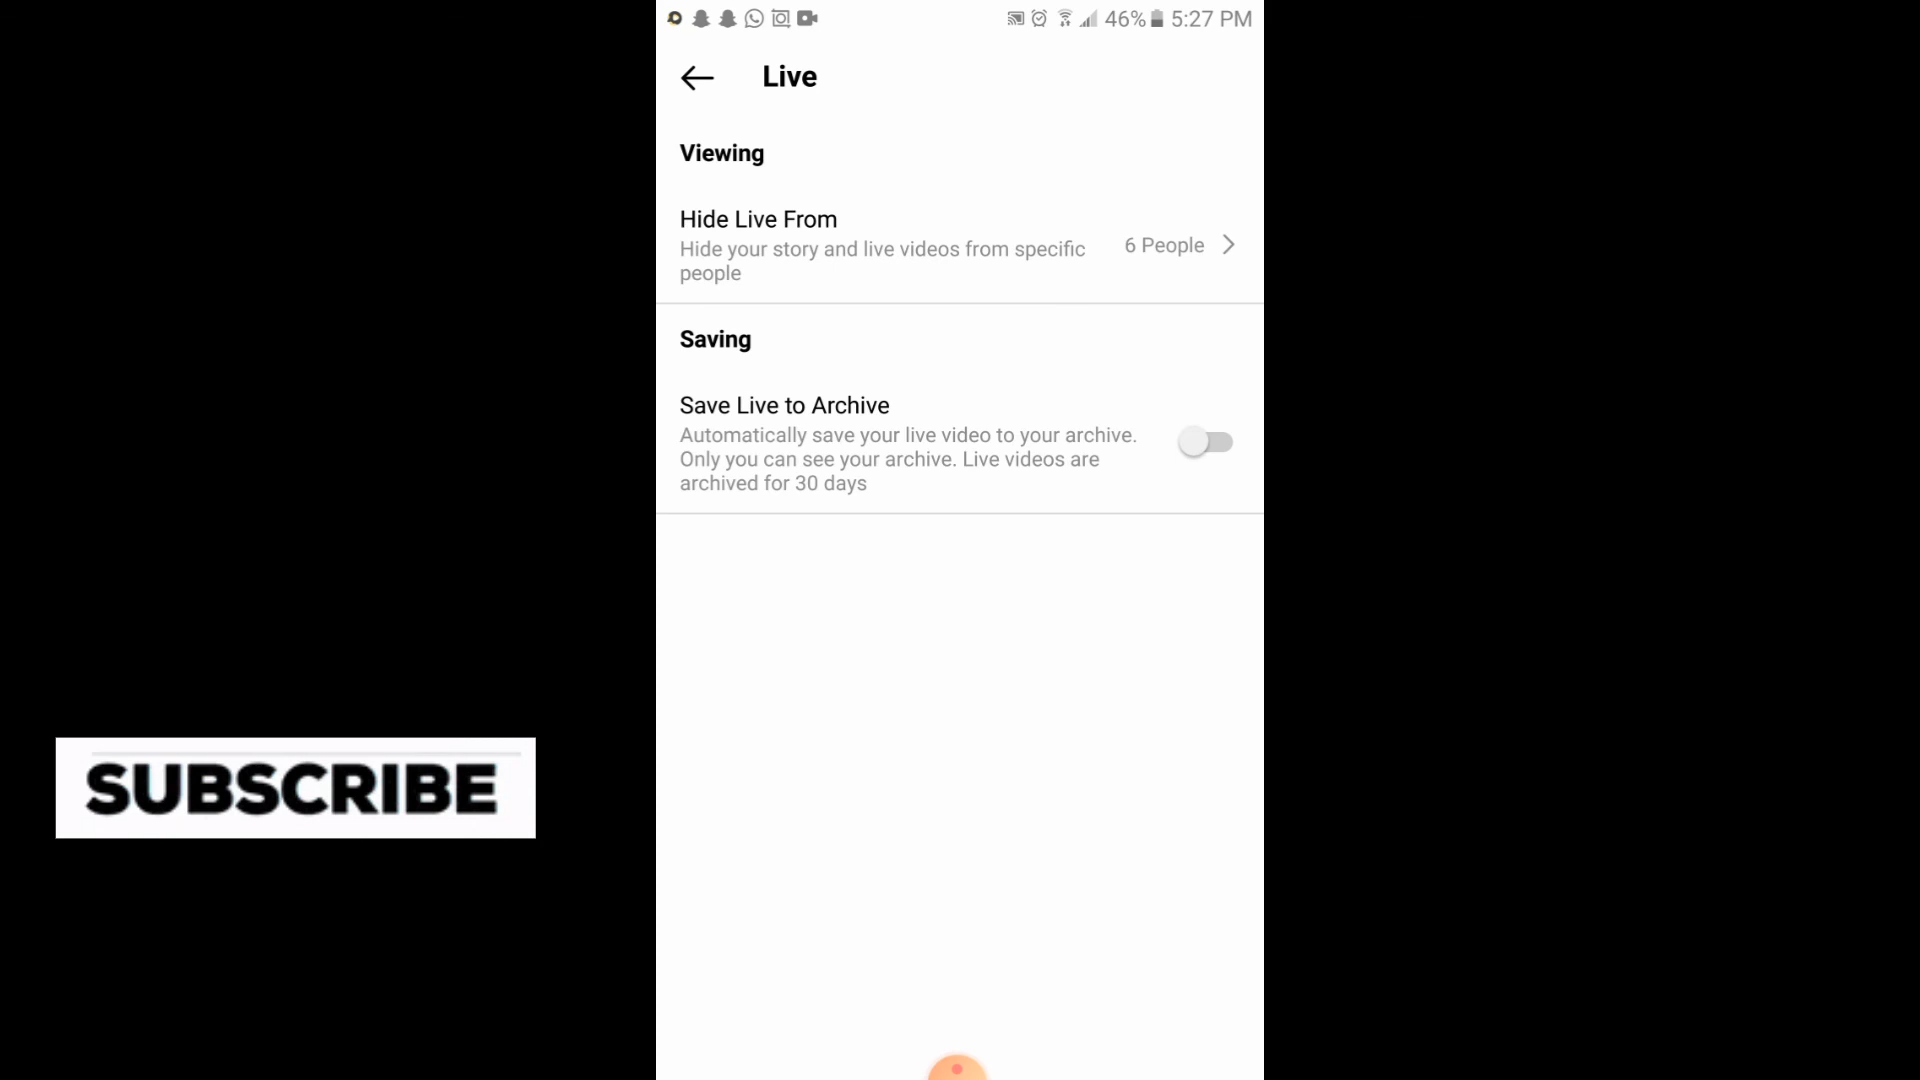 46% 5:27 PM
Live
Viewing
Hide Live From
Hide your story and live videos from specific
people
6 People
Saving
Save Live to Archive
Automatically save your live video to your archive.
Only you can see your archive. Live videos are
archived for 30 days
SUBSCRIBE